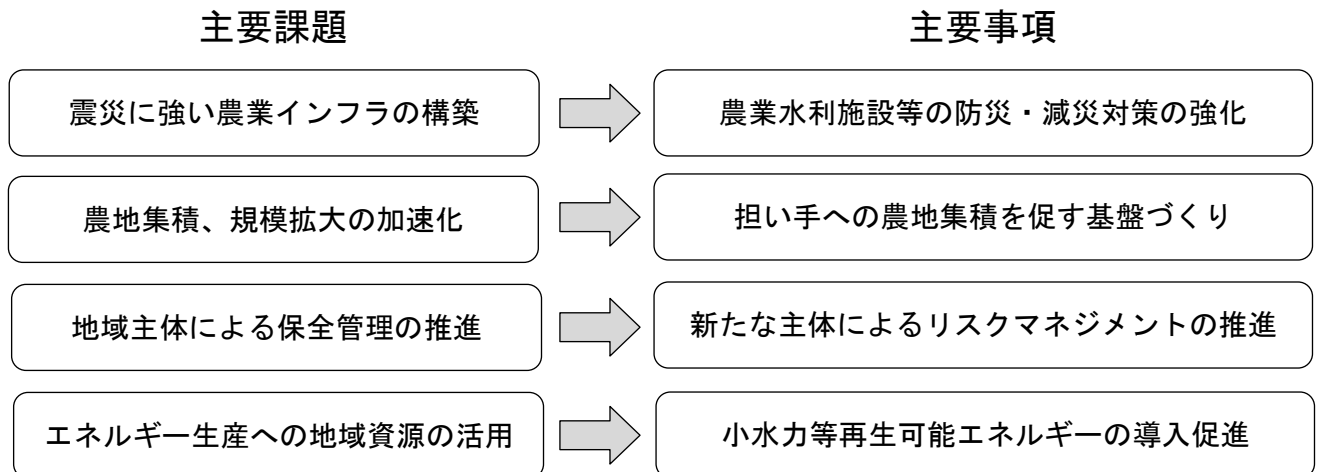 主要課題
主要事項
震災に強い農業インフラの構築
農業水利施設等の防災・減災対策の強化
農地集積、規模拡大の加速化
担い手への農地集積を促す基盤づくり
地域主体による保全管理の推進
新たな主体によるリスクマネジメントの推進
エネルギー生産への地域資源の活用
小水力等再生可能エネルギーの導入促進